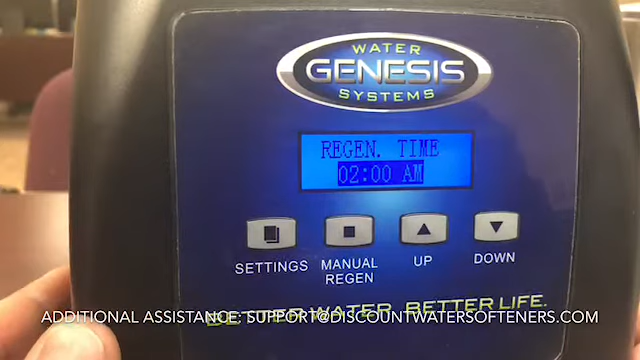 WATER
GENESIS
SYSTEMS
REGEN. TIME
02:00 AM
SETTINGS
MANUAL
REGEN
UP
DOWN
BETTER WATER. BETTER LIFE.
ADDITIONAL ASSISTANCE: SUPPORT@DISCOUNTWATERSOFTENERS.COM